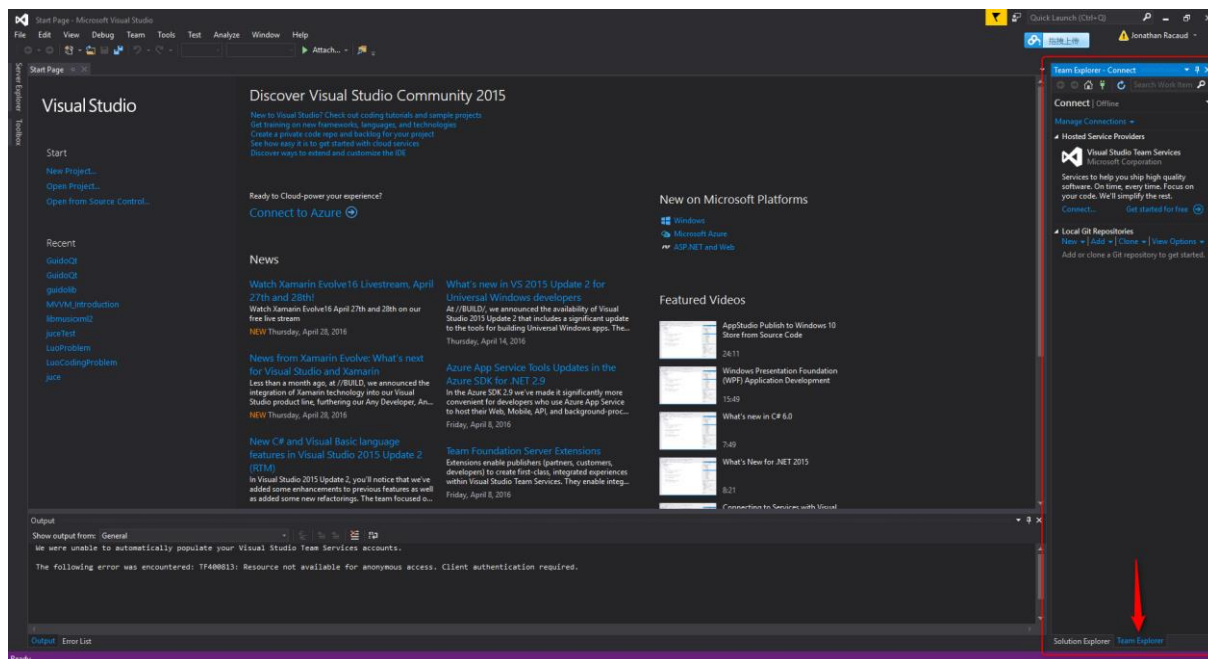 Start Page - Microsoft Visual Studio
Quick Launch (Ctrl+Q)
File Edit View Debug Team Tools Test Analyze Window Help
Jonathan Racaud
Attach...
拖拽上传
Server Explorer
Toolbox
Start Page
Visual Studio
Start
New Project...
Open Project...
Open from Source Control...
Recent
GuidoQt
GuidoQt
guidolib
MVVM_Introduction
libmusicxml2
juceTest
LuoProblem
LuoCodingProblem
juce
Discover Visual Studio Community 2015
New to Visual Studio? Check out coding tutorials and sample projects
Get training on new frameworks, languages, and technologies
Create a private code repo and backlog for your project
See how easy it is to get started with cloud services
Discover ways to extend and customize the IDE
Ready to Cloud-power your experience?
Connect to Azure
News
Watch Xamarin Evolve16 Livestream, April
27th and 28th!
Watch Xamarin Evolve16 April 27th and 28th on our
free live stream
NEW Thursday, April 28, 2016
News from Xamarin Evolve: What's next
for Visual Studio and Xamarin
Less than a month ago, at //BUILD, we announced the
integration of Xamarin technology into our Visual
Studio product line, furthering our Any Developer, An...
NEW Thursday, April 28, 2016
New C# and Visual Basic language
features in Visual Studio 2015 Update 2
(RTM)
In Visual Studio 2015 Update 2, you'll notice that we've
added some enhancements to previous features as well
as added some new refactorings. The team focused o...
What's new in VS 2015 Update 2 for
Universal Windows developers
At //BUILD/, we announced the availability of Visual
Studio 2015 Update 2 that includes a significant update
to the tools for building Universal Windows apps. The...
Thursday, April 14, 2016
Azure App Service Tools Updates in the
Azure SDK for .NET 2.9
In the Azure SDK 2.9 we've made it significantly more
convenient for developers who use Azure App Service
to host their Web, Mobile, API, and background-proc...
Friday, April 8, 2016
Team Foundation Server Extensions
Extensions enable publishers (partners, customers,
developers) to create first-class, integrated experiences
within Visual Studio Team Services. They enable integ...
Friday, April 8, 2016
New on Microsoft Platforms
Windows
Microsoft Azure
ASP.NET and Web
Featured Videos
AppStudio Publish to Windows 10
Store from Source Code
24:11
Windows Presentation Foundation
(WPF) Application Development
15:49
What's new in C# 6.0
7:49
What's New for .NET 2015
8:21
Connecting to Services with Visual
Team Explorer - Connect
Search Work Item
Connect | Offline
Manage Connections
Hosted Service Providers
Visual Studio Team Services
Microsoft Corporation
Services to help you ship high quality
software. On time, every time. Focus on
your code. We'll simplify the rest.
Connect... Get started for free
Local Git Repositories
New | Add | Clone | View Options
Add or clone a Git repository to get started.
Output
Show output from: General
We were unable to automatically populate your Visual Studio Team Services accounts.
The following error was encountered: TF400813: Resource not available for anonymous access. Client authentication required.
Output Error List
Solution Explorer Team Explorer
Ready